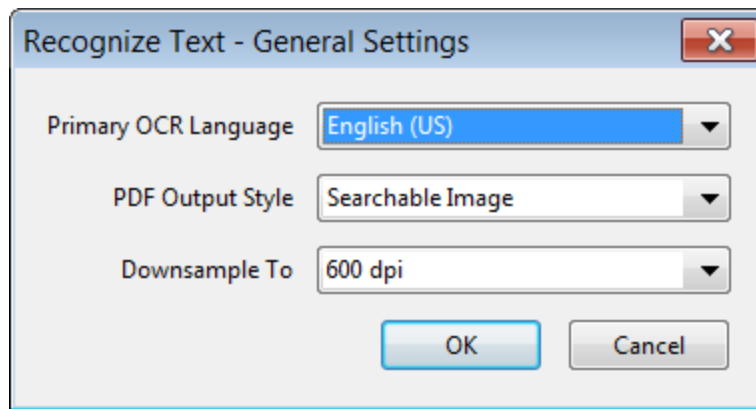 Recognize Text - General Settings
Primary OCR Language English (US)
PDF Output Style Searchable Image
Downsample To 600 dpi
OK Cancel